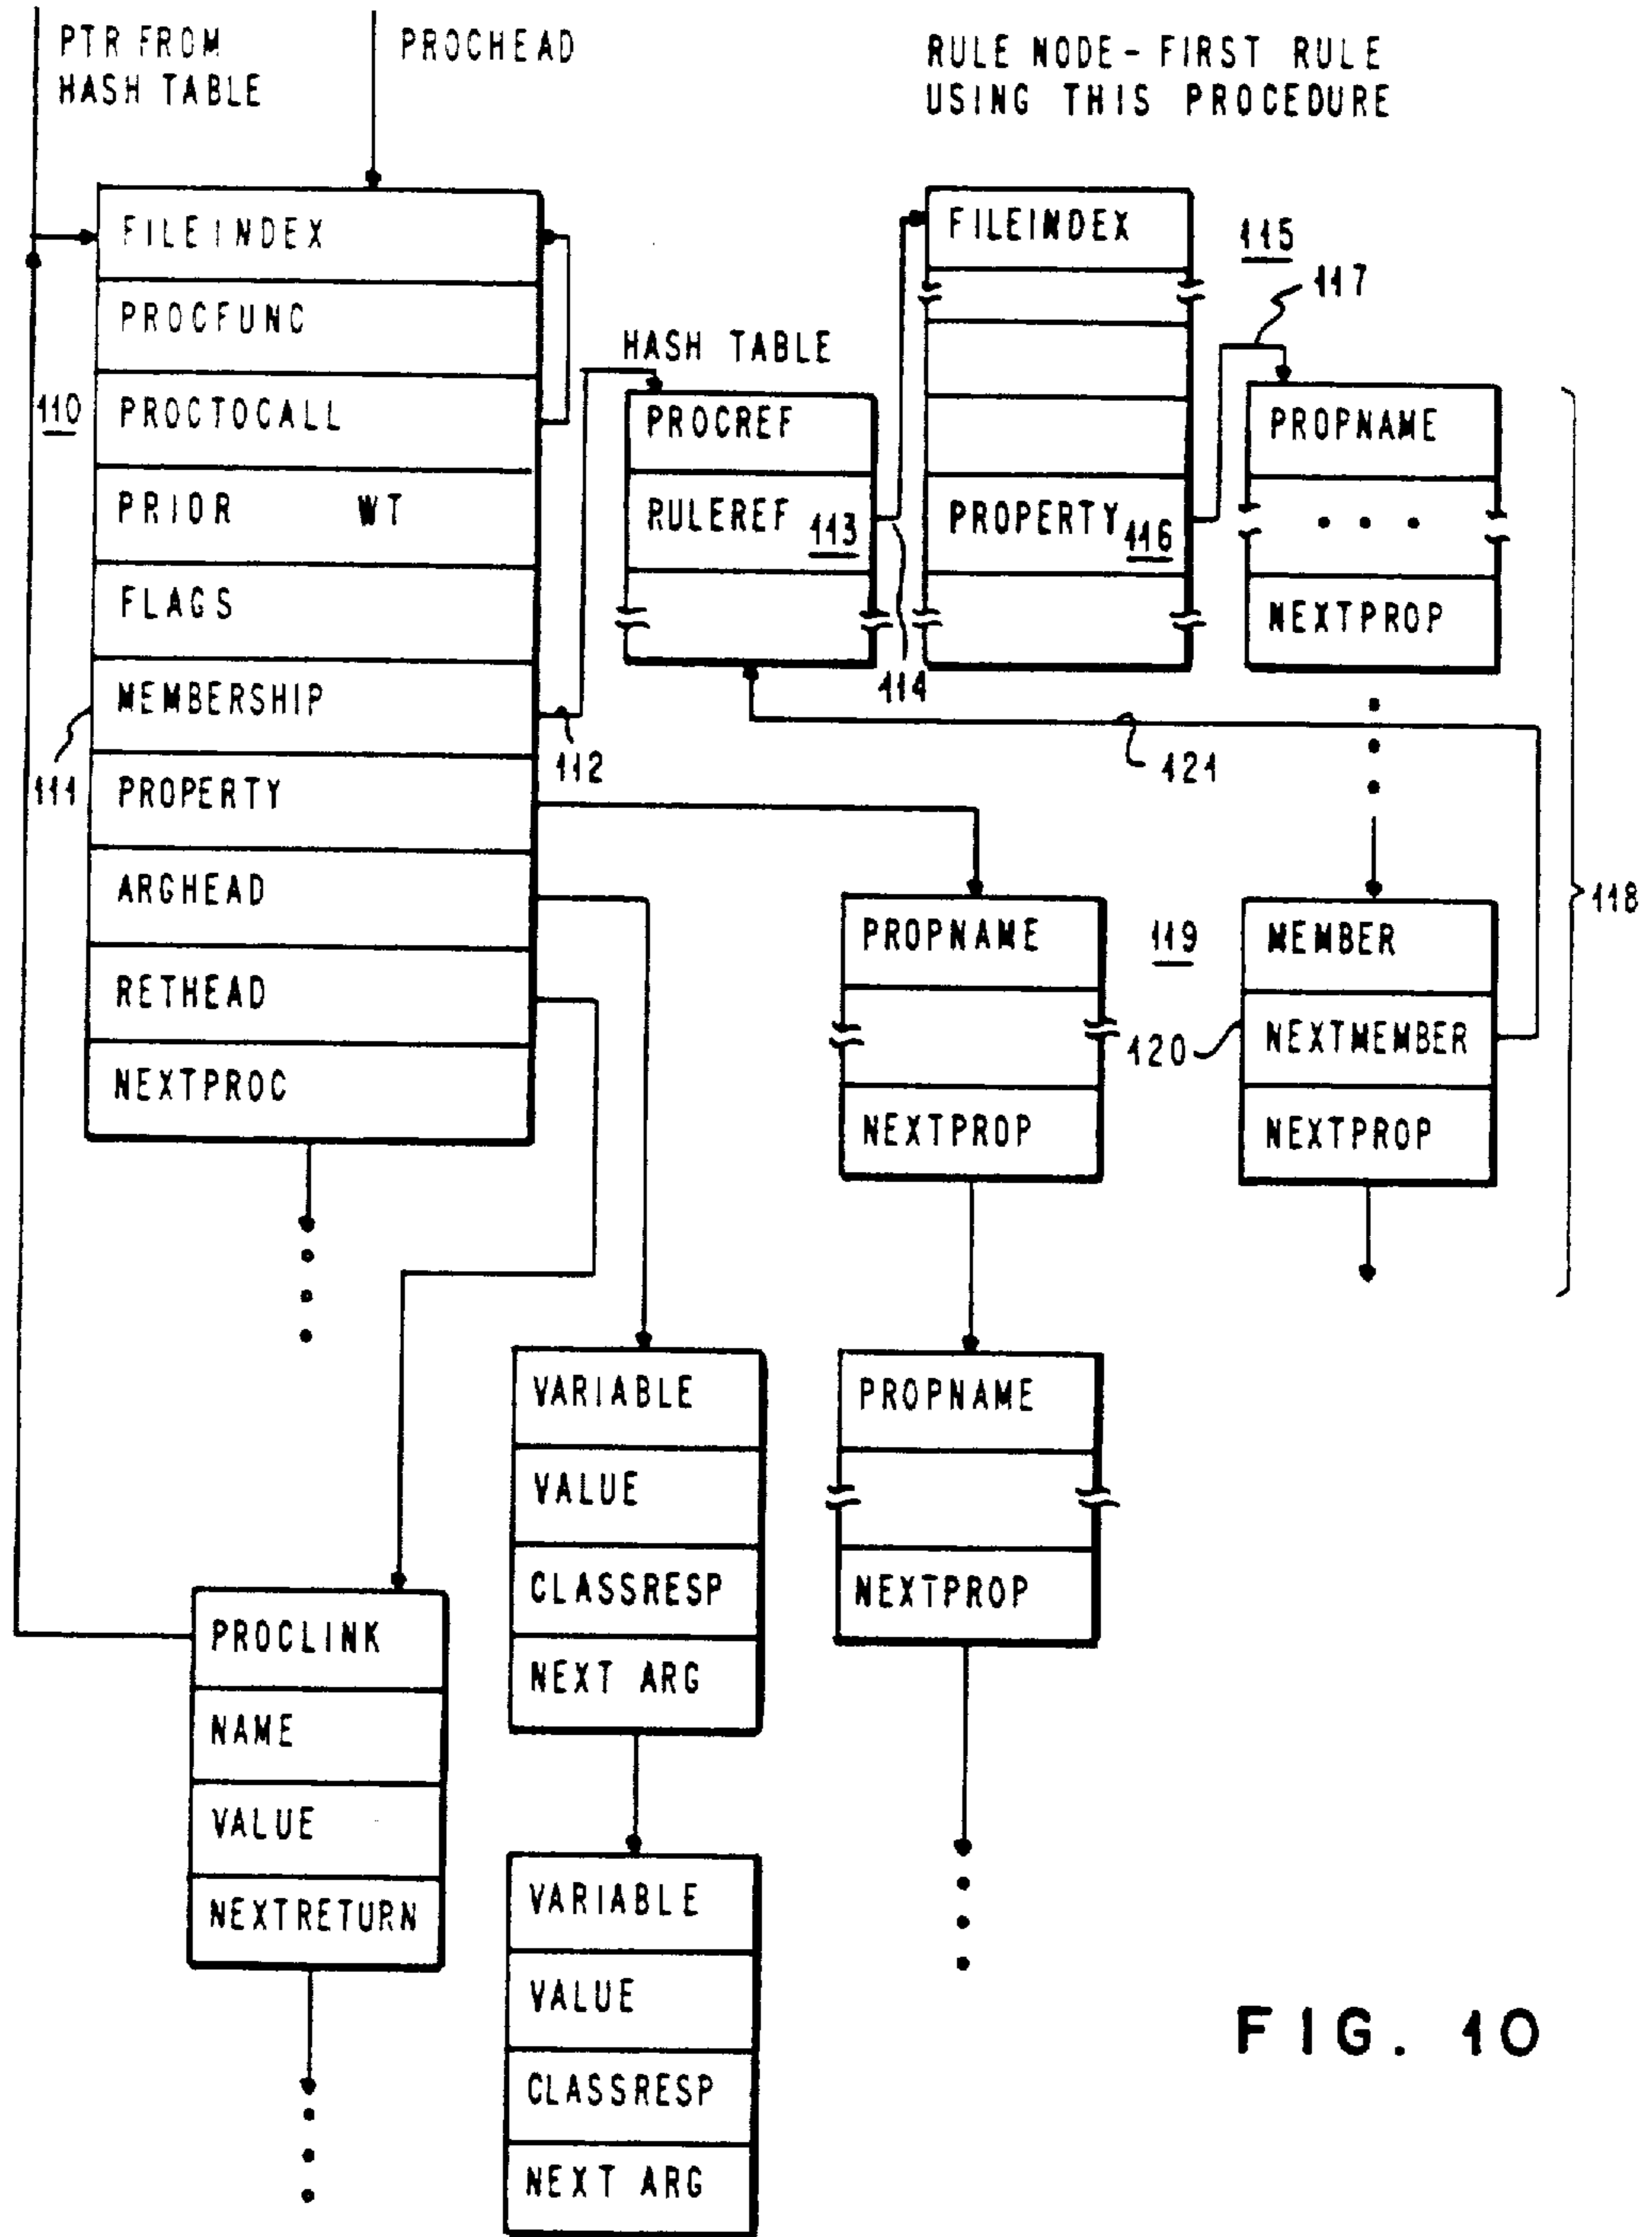 PTR FROM
HASH TABLE
PROCHEAD
RULE NODE - FIRST RULE
USING THIS PROCEDURE
FILEINDEX
PROCFUNC
110
PROCTOCALL
PRIOR WT
FLAGS
MEMBERSHIP
111
112
PROPERTY
ARGHEAD
RETHEAD
NEXTPROC
HASH TABLE
PROCREF
RULEREF 113
114
FILEINDEX
115
117
PROPERTY 116
PROPNAME
• • •
NEXTPROP
121
118
PROPNAME
119
NEXTPROP
MEMBER
120
NEXTMEMBER
NEXTPROP
PROPNAME
NEXTPROP
VARIABLE
VALUE
CLASSRESP
NEXT ARG
PROCLINK
NAME
VALUE
NEXTRETURN
VARIABLE
VALUE
CLASSRESP
NEXT ARG
FIG. 10